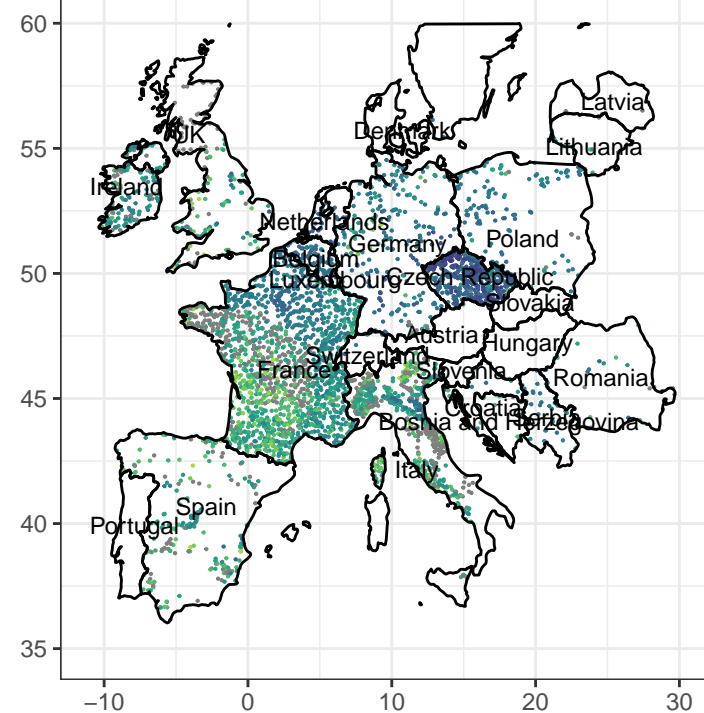 60
Latvia
UK
Denmark
55
Lithuania
Ireland
Netherlands
Germany
Poland
Belgium
50
Luxembourg
Czech Republic
Slovakia
Austria
Hungary
Switzerland
France
Slovenia
Romania
45
Croatia
Bosnia and Herzegovina
Italy
Spain
40
Portugal
35
−10
0
10
20
30